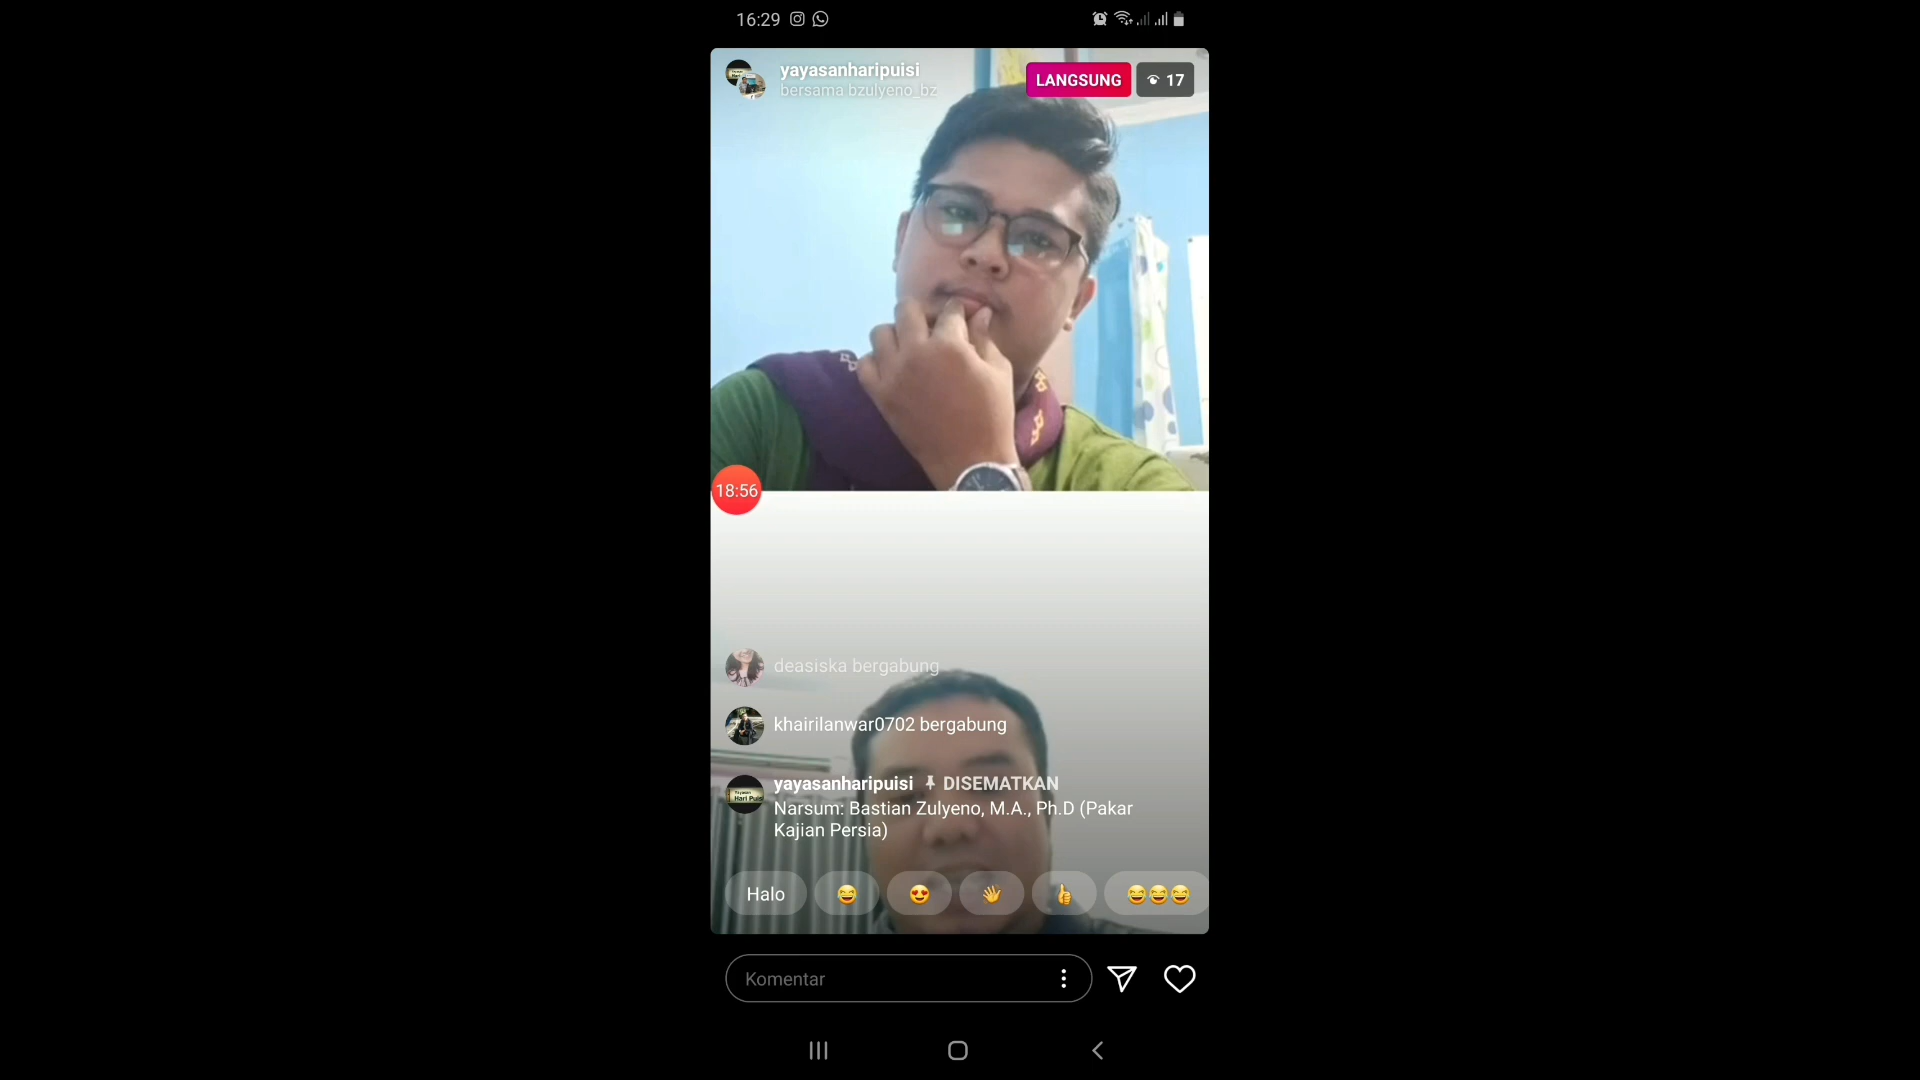 16:29
yayasanharipuisi
bersama bzulyeno_bz
LANGSUNG
17
18:56
deasiska bergabung
khairilanwar0702 bergabung
yayasanharipuisi DISEMATKAN
Narsum: Bastian Zulyeno, M.A., Ph.D (Pakar
Kajian Persia)
Halo
Komentar